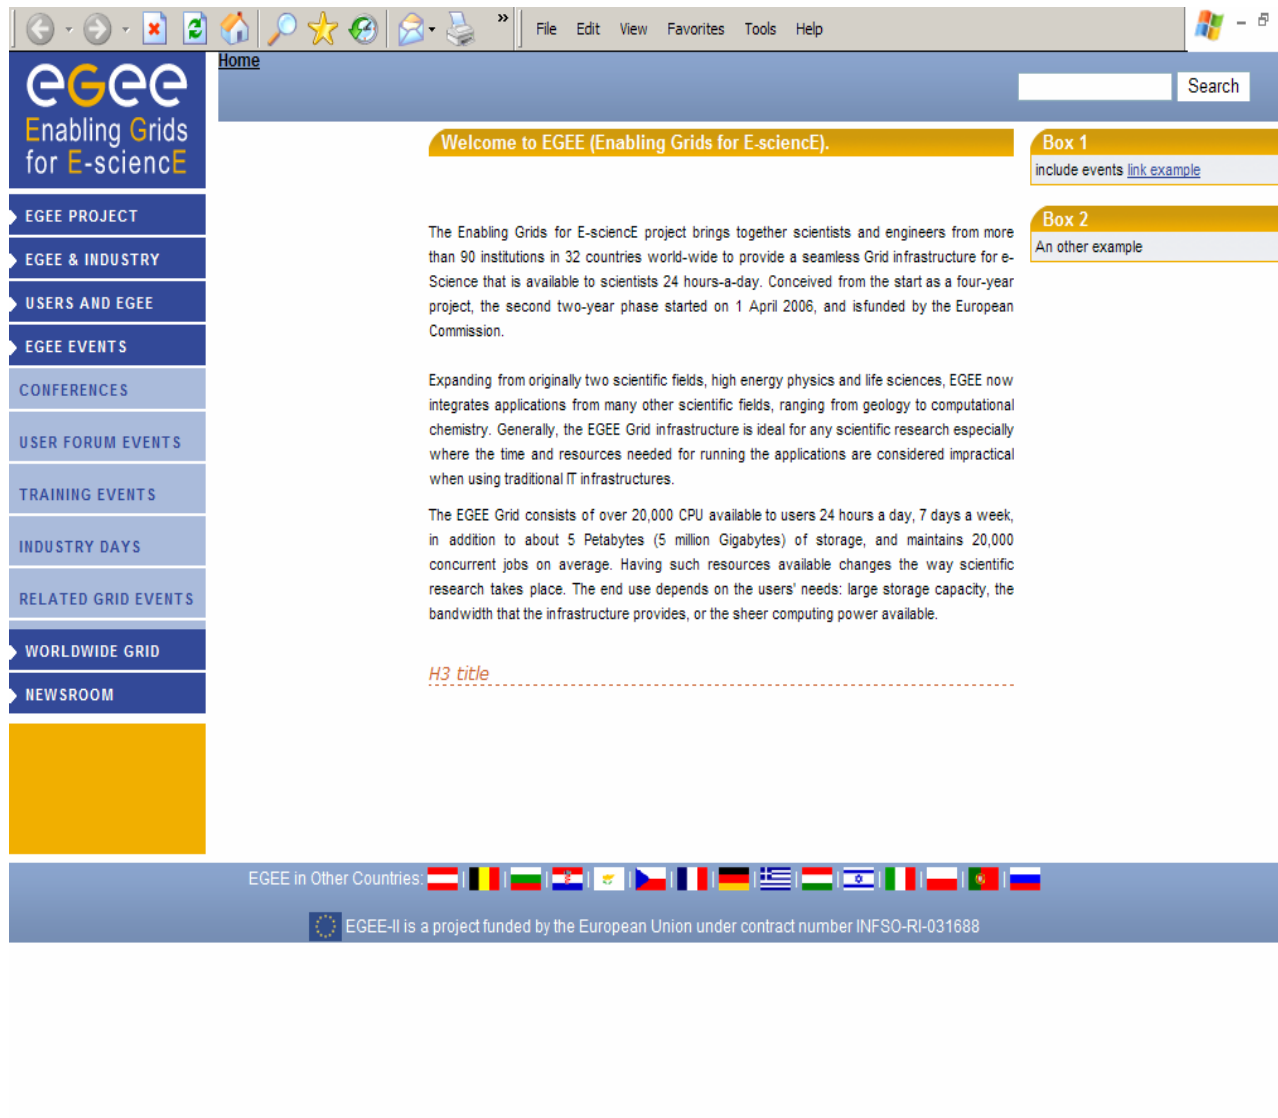 » File Edit View Favorites Tools Help
egee
Enabling Grids
for E-sciencE
Home
Search
EGEE PROJECT
EGEE & INDUSTRY
USERS AND EGEE
EGEE EVENTS
CONFERENCES
USER FORUM EVENTS
TRAINING EVENTS
INDUSTRY DAYS
RELATED GRID EVENTS
WORLDWIDE GRID
NEWSROOM
Welcome to EGEE (Enabling Grids for E-sciencE).
The Enabling Grids for E-sciencE project brings together scientists and engineers from more
than 90 institutions in 32 countries world-wide to provide a seamless Grid infrastructure for e-
Science that is available to scientists 24 hours-a-day. Conceived from the start as a four-year
project, the second two-year phase started on 1 April 2006, and isfunded by the European
Commission.
Expanding from originally two scientific fields, high energy physics and life sciences, EGEE now
integrates applications from many other scientific fields, ranging from geology to computational
chemistry. Generally, the EGEE Grid infrastructure is ideal for any scientific research especially
where the time and resources needed for running the applications are considered impractical
when using traditional IT infrastructures.
The EGEE Grid consists of over 20,000 CPU available to users 24 hours a day, 7 days a week,
in addition to about 5 Petabytes (5 million Gigabytes) of storage, and maintains 20,000
concurrent jobs on average. Having such resources available changes the way scientific
research takes place. The end use depends on the users' needs: large storage capacity, the
bandwidth that the infrastructure provides, or the sheer computing power available.
H3 title
Box 1
include events link example
Box 2
An other example
EGEE in Other Countries: | | | | | | | | | | | | | |
EGEE-II is a project funded by the European Union under contract number INFSO-RI-031688